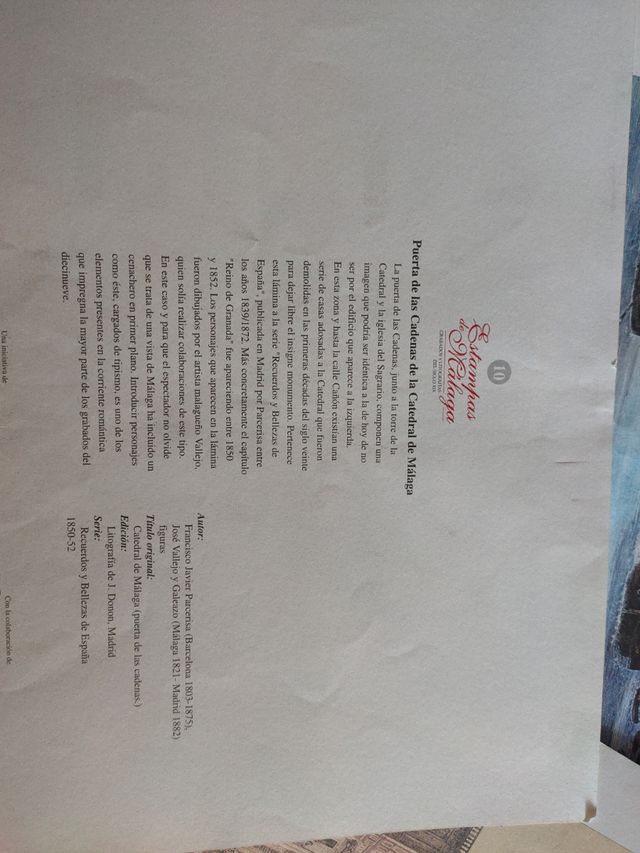 10
Estampas
de Málaga
GRABADOS Y LITOGRAFÍAS
DEL SIGLO XIX
Puerta de las Cadenas de la Catedral de Málaga
La puerta de las Cadenas, junto a la torre de la
Catedral y la iglesia del Sagrario, componen una
imagen que podría ser idéntica a la de hoy de no
ser por el edificio que aparece a la izquierda.
En esta zona y hasta la calle Cañón existían una
serie de casas adosadas a la Catedral que fueron
demolidas en las primeras décadas del siglo veinte
para dejar libre el insigne monumento. Pertenece
esta lámina a la serie "Recuerdos y Bellezas de
España", publicada en Madrid por Parcerisa entre
los años 1839/1872. Más concretamente el capítulo
"Reino de Granada" fue apareciendo entre 1850
y 1852. Los personajes que aparecen en la lámina
fueron dibujados por el artista malagueño Vallejo,
quien solía realizar colaboraciones de este tipo.
En este caso y para que el espectador no olvide
que se trata de una vista de Málaga ha incluido un
cenachero en primer plano. Introducir personajes
como éste, cargados de tipismo, es uno de los
elementos presentes en la corriente romántica
que impregna la mayor parte de los grabados del
diecinueve.
Autor:
Francisco Javier Parcerisa (Barcelona 1803-1875),
José Vallejo y Galeazo (Málaga 1821- Madrid 1882)
figuras
Título original:
Catedral de Málaga (puerta de las cadenas.)
Edición:
Litografía de J. Donon, Madrid
Serie:
Recuerdos y Bellezas de España
1850-52
Una iniciativa de
Con la colaboración de: